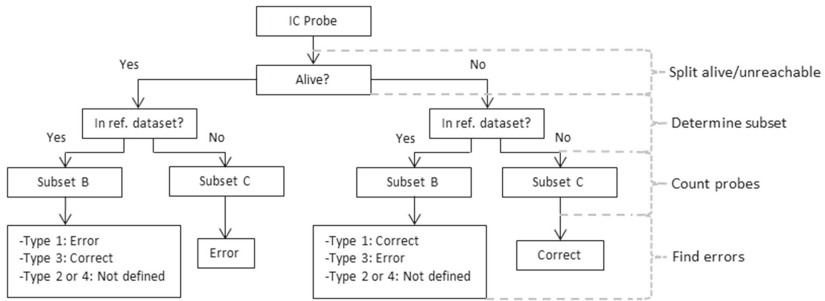 IC Probe
Yes
No
Alive?
Split alive/unreachable
In ref. dataset?
In ref. dataset?
Determine subset
Yes
No
Yes
No
Subset B
Subset C
Subset B
Subset C
Count probes
-Type 1: Error
-Type 3: Correct
-Type 2 or 4: Not defined
Error
-Type 1: Correct
-Type 3: Error
-Type 2 or 4: Not defined
Correct
Find errors